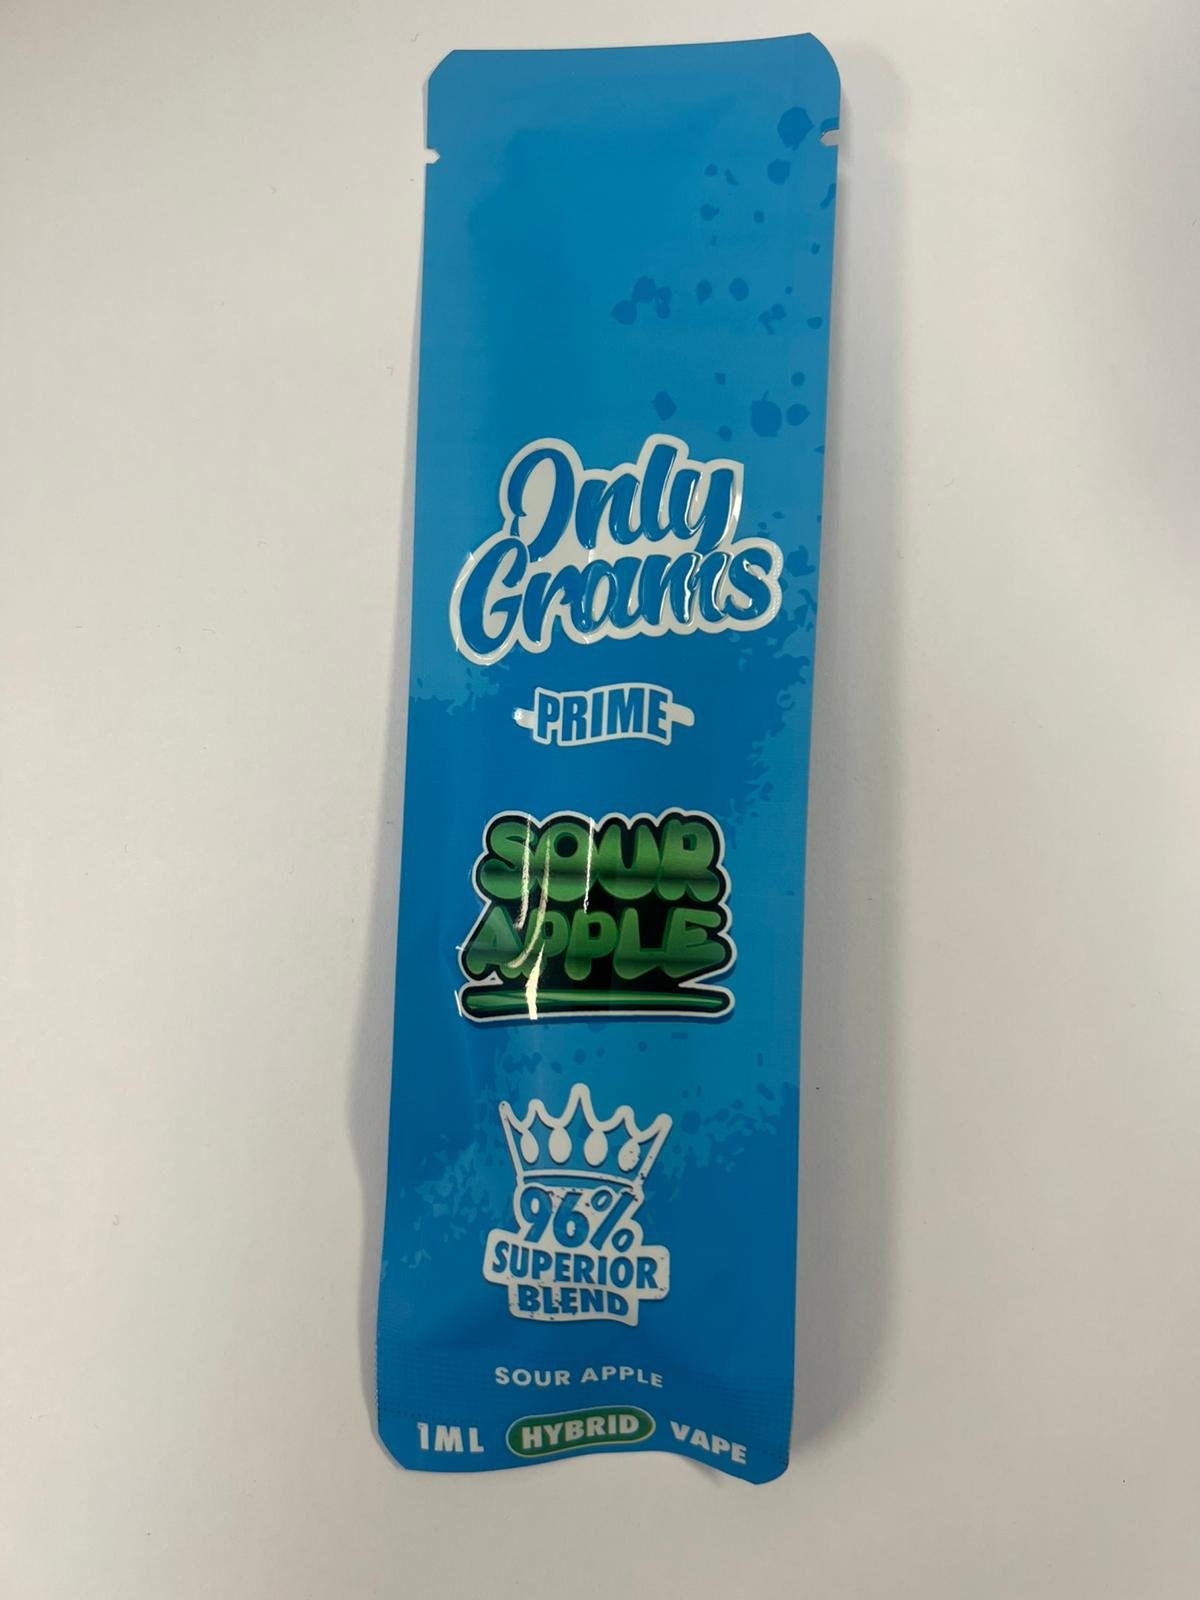 Only
Grams
PRIME
SOUR
APPLE
96%
SUPERIOR
BLEND
SOUR APPLE
1ML HYBRID VAPE